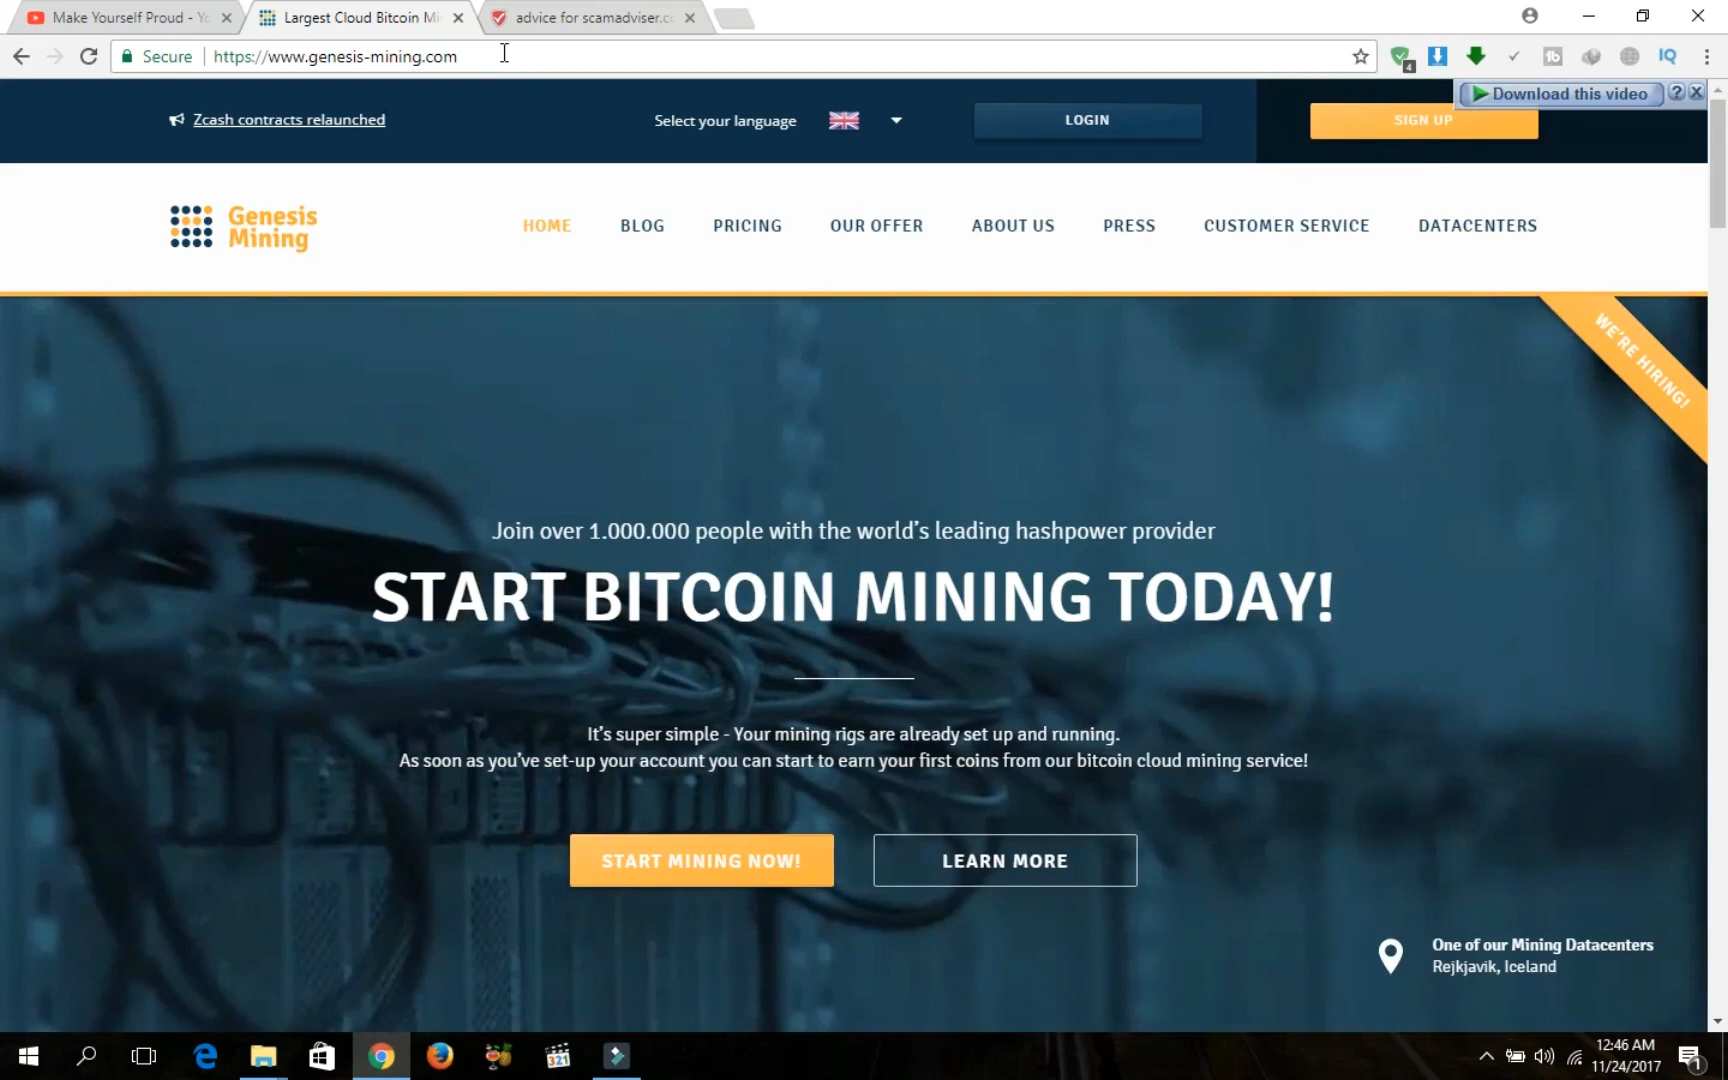 Make Yourself Proud - Yo
Largest Cloud Bitcoin Mi
advice for scamadviser.co
Secure
https://www.genesis-mining.com
4
tb
IQ
Download this video
?
Zcash contracts relaunched
Select your language
LOGIN
SIGN UP
Genesis
Mining
HOME
BLOG
PRICING
OUR OFFER
ABOUT US
PRESS
CUSTOMER SERVICE
DATACENTERS
WE'RE HIRING!
Join over 1.000.000 people with the world's leading hashpower provider
START BITCOIN MINING TODAY!
It's super simple - Your mining rigs are already set up and running.
As soon as you've set-up your account you can start to earn your first coins from our bitcoin cloud mining service!
START MINING NOW!
LEARN MORE
One of our Mining Datacenters
Rejkjavik, Iceland
321
12:46 AM
11/24/2017
1